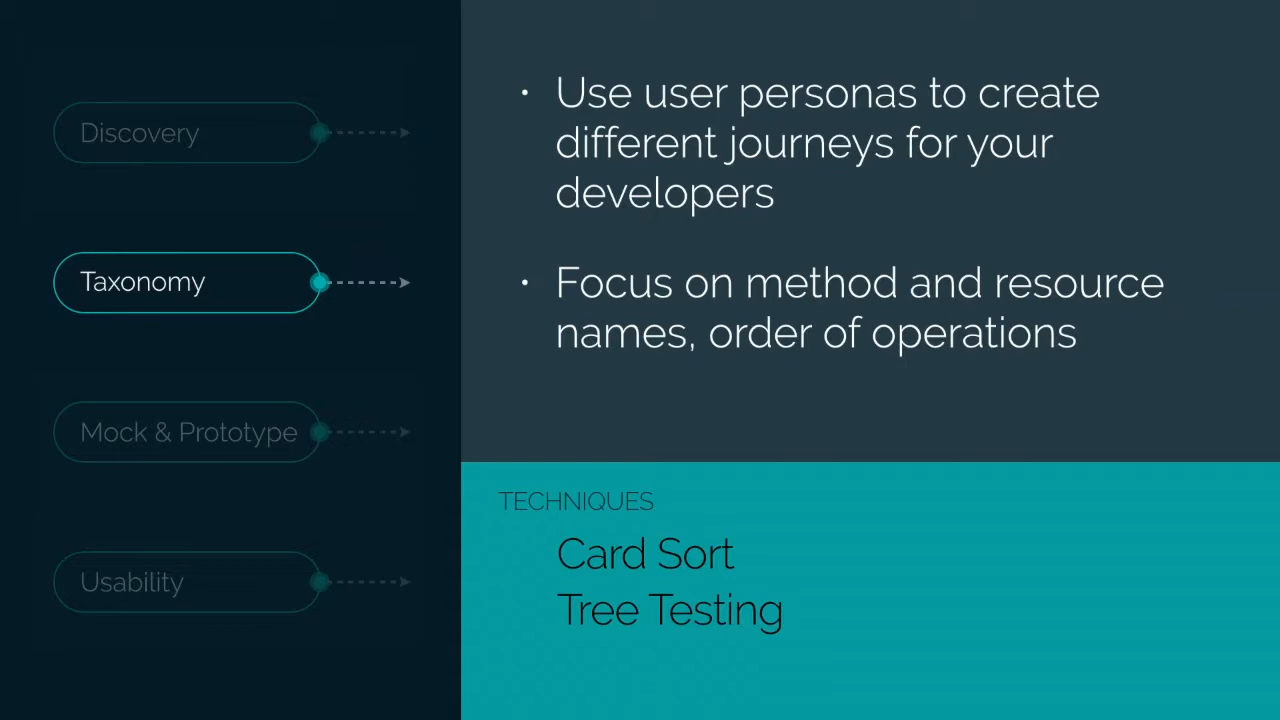 Discovery
Taxonomy
Mock & Prototype
Usability
• Use user personas to create
different journeys for your
developers
• Focus on method and resource
names, order of operations
TECHNIQUES
Card Sort
Tree Testing